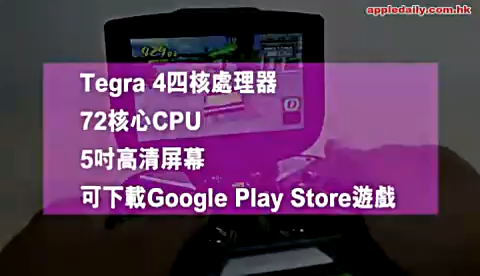 appledaily.com.hk
Tegra 4四核處理器
72核心CPU
5吋高清屏幕
可下載Google Play Store遊戲